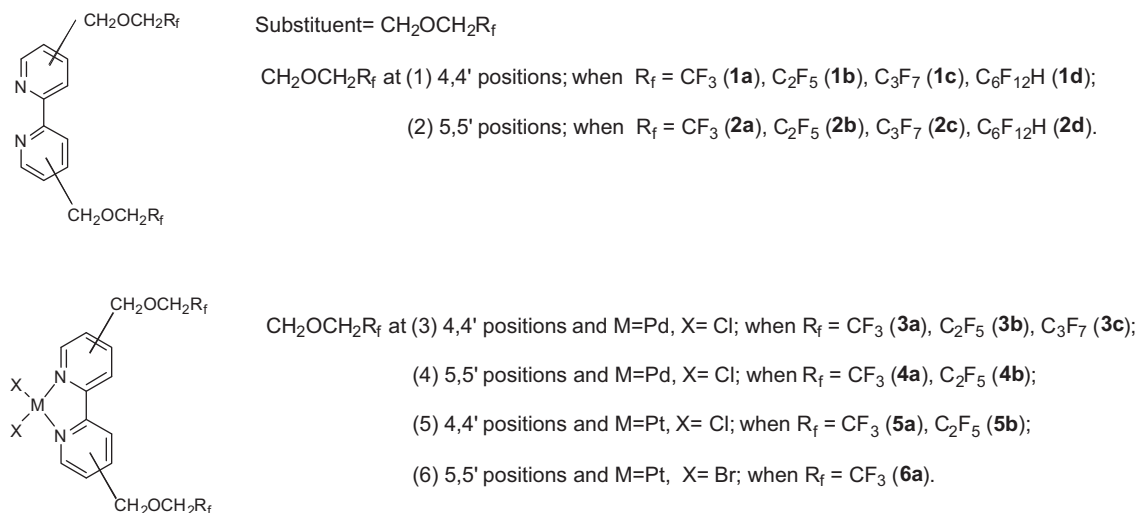 CH2OCH2Rf
N
N
CH2OCH2Rf
Substituent= CH2OCH2Rf
CH2OCH2Rf at (1) 4,4' positions; when Rf = CF3 (1a), C2F5 (1b), C3F7 (1c), C6F12H (1d);
(2) 5,5' positions; when Rf = CF3 (2a), C2F5 (2b), C3F7 (2c), C6F12H (2d).
CH2OCH2Rf
X
N
M
X
N
CH2OCH2Rf
CH2OCH2Rf at (3) 4,4' positions and M=Pd, X= Cl; when Rf = CF3 (3a), C2F5 (3b), C3F7 (3c);
(4) 5,5' positions and M=Pd, X= Cl; when Rf = CF3 (4a), C2F5 (4b);
(5) 4,4' positions and M=Pt, X= Cl; when Rf = CF3 (5a), C2F5 (5b);
(6) 5,5' positions and M=Pt, X= Br; when Rf = CF3 (6a).